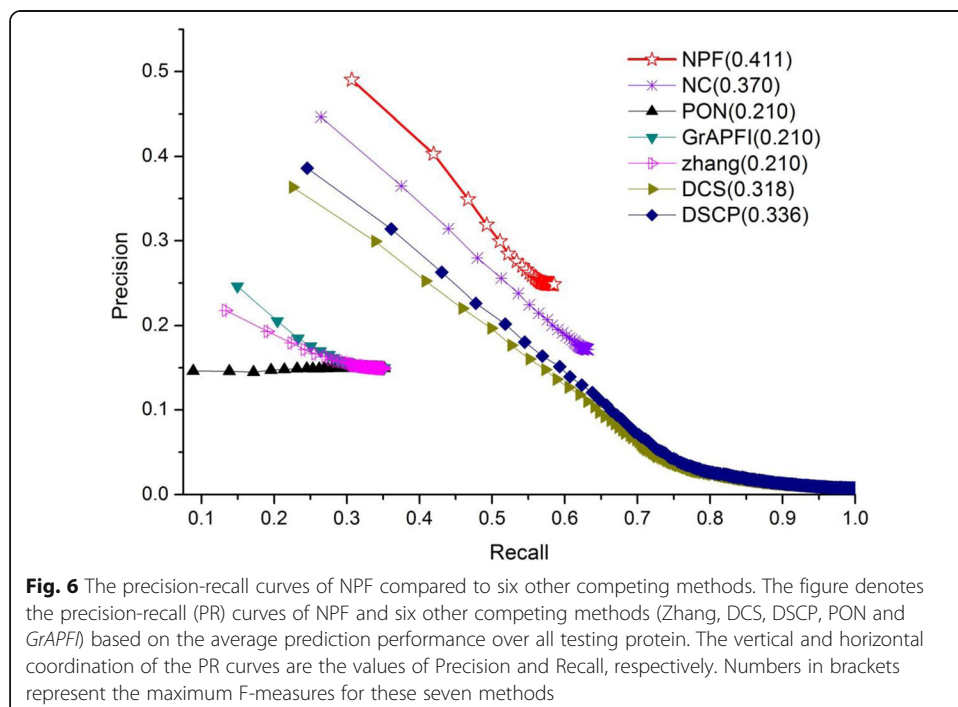 0.5
0.4
0.3
0.2
0.1
0.0
Precision
NPF(0.411)
NC(0.370)
PON(0.210)
GrAPFI(0.210)
zhang(0.210)
DCS(0.318)
DSCP(0.336)
0.1 0.2 0.3 0.4 0.5 0.6 0.7 0.8 0.9 1.0
Recall
Fig. 6 The precision-recall curves of NPF compared to six other competing methods. The figure denotes
the precision-recall (PR) curves of NPF and six other competing methods (Zhang, DCS, DSCP, PON and
GrAPFI) based on the average prediction performance over all testing protein. The vertical and horizontal
coordination of the PR curves are the values of Precision and Recall, respectively. Numbers in brackets
represent the maximum F-measures for these seven methods